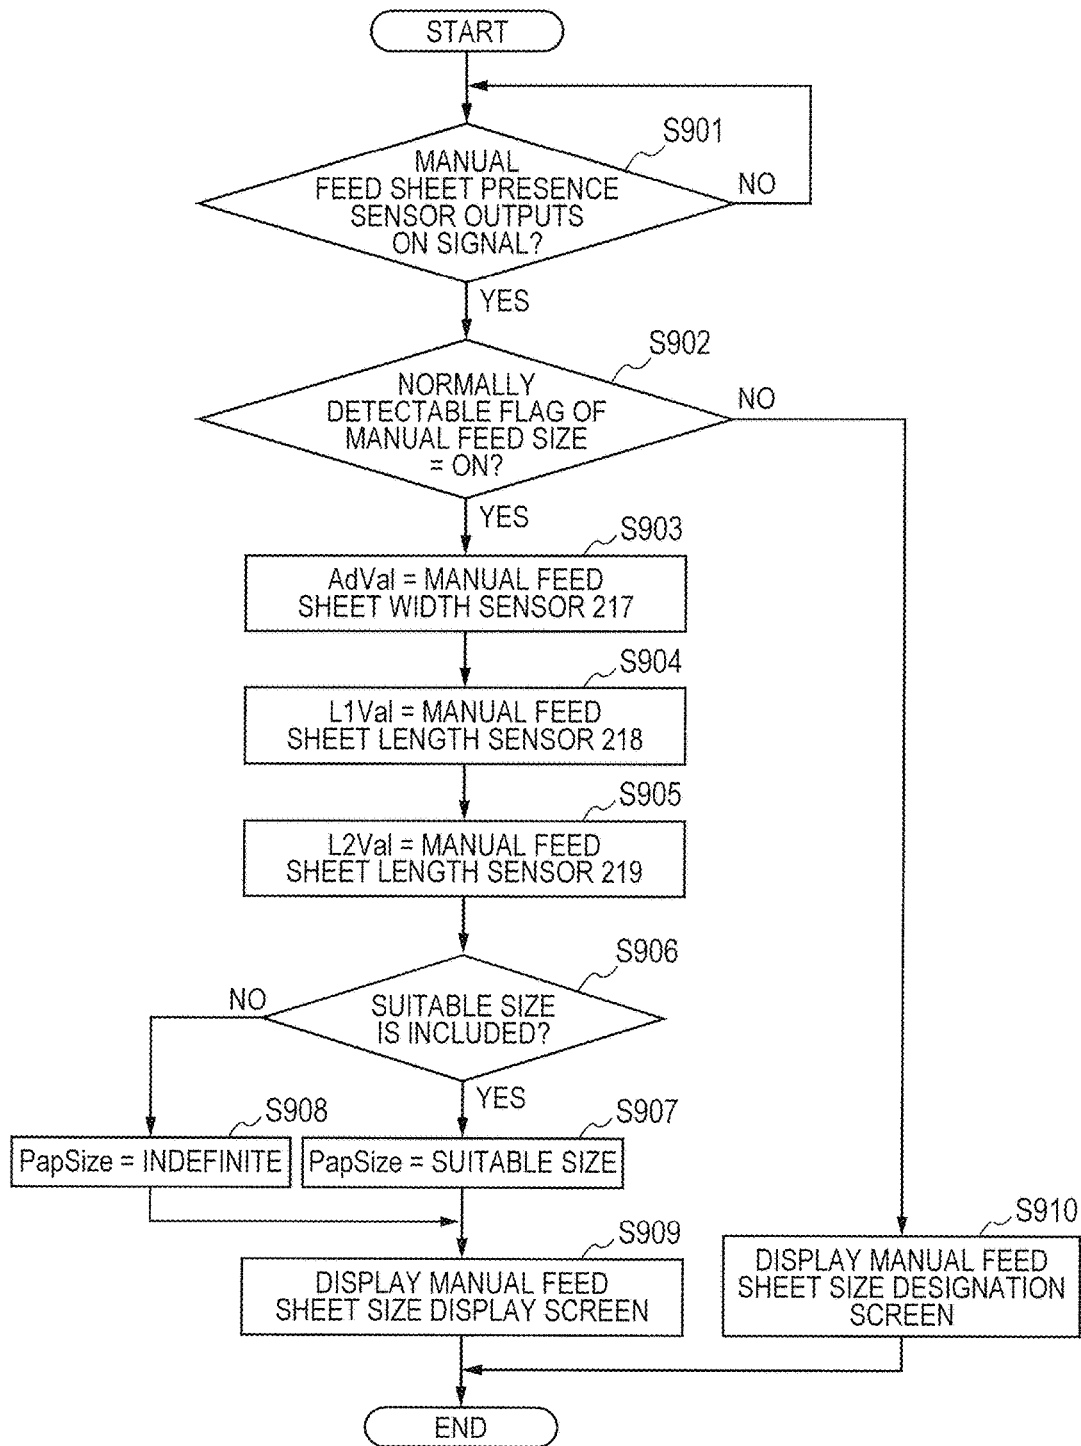 START
S901
MANUAL
FEED SHEET PRESENCE
SENSOR OUTPUTS
ON SIGNAL?
NO
YES
S902
NORMALLY
DETECTABLE FLAG OF
MANUAL FEED SIZE
= ON?
NO
YES
S903
AdVal = MANUAL FEED
SHEET WIDTH SENSOR 217
S904
L1Val = MANUAL FEED
SHEET LENGTH SENSOR 218
S905
L2Val = MANUAL FEED
SHEET LENGTH SENSOR 219
S906
NO
SUITABLE SIZE
IS INCLUDED?
YES
S908
PapSize = INDEFINITE
S907
PapSize = SUITABLE SIZE
S909
DISPLAY MANUAL FEED
SHEET SIZE DISPLAY SCREEN
S910
DISPLAY MANUAL FEED
SHEET SIZE DESIGNATION
SCREEN
END